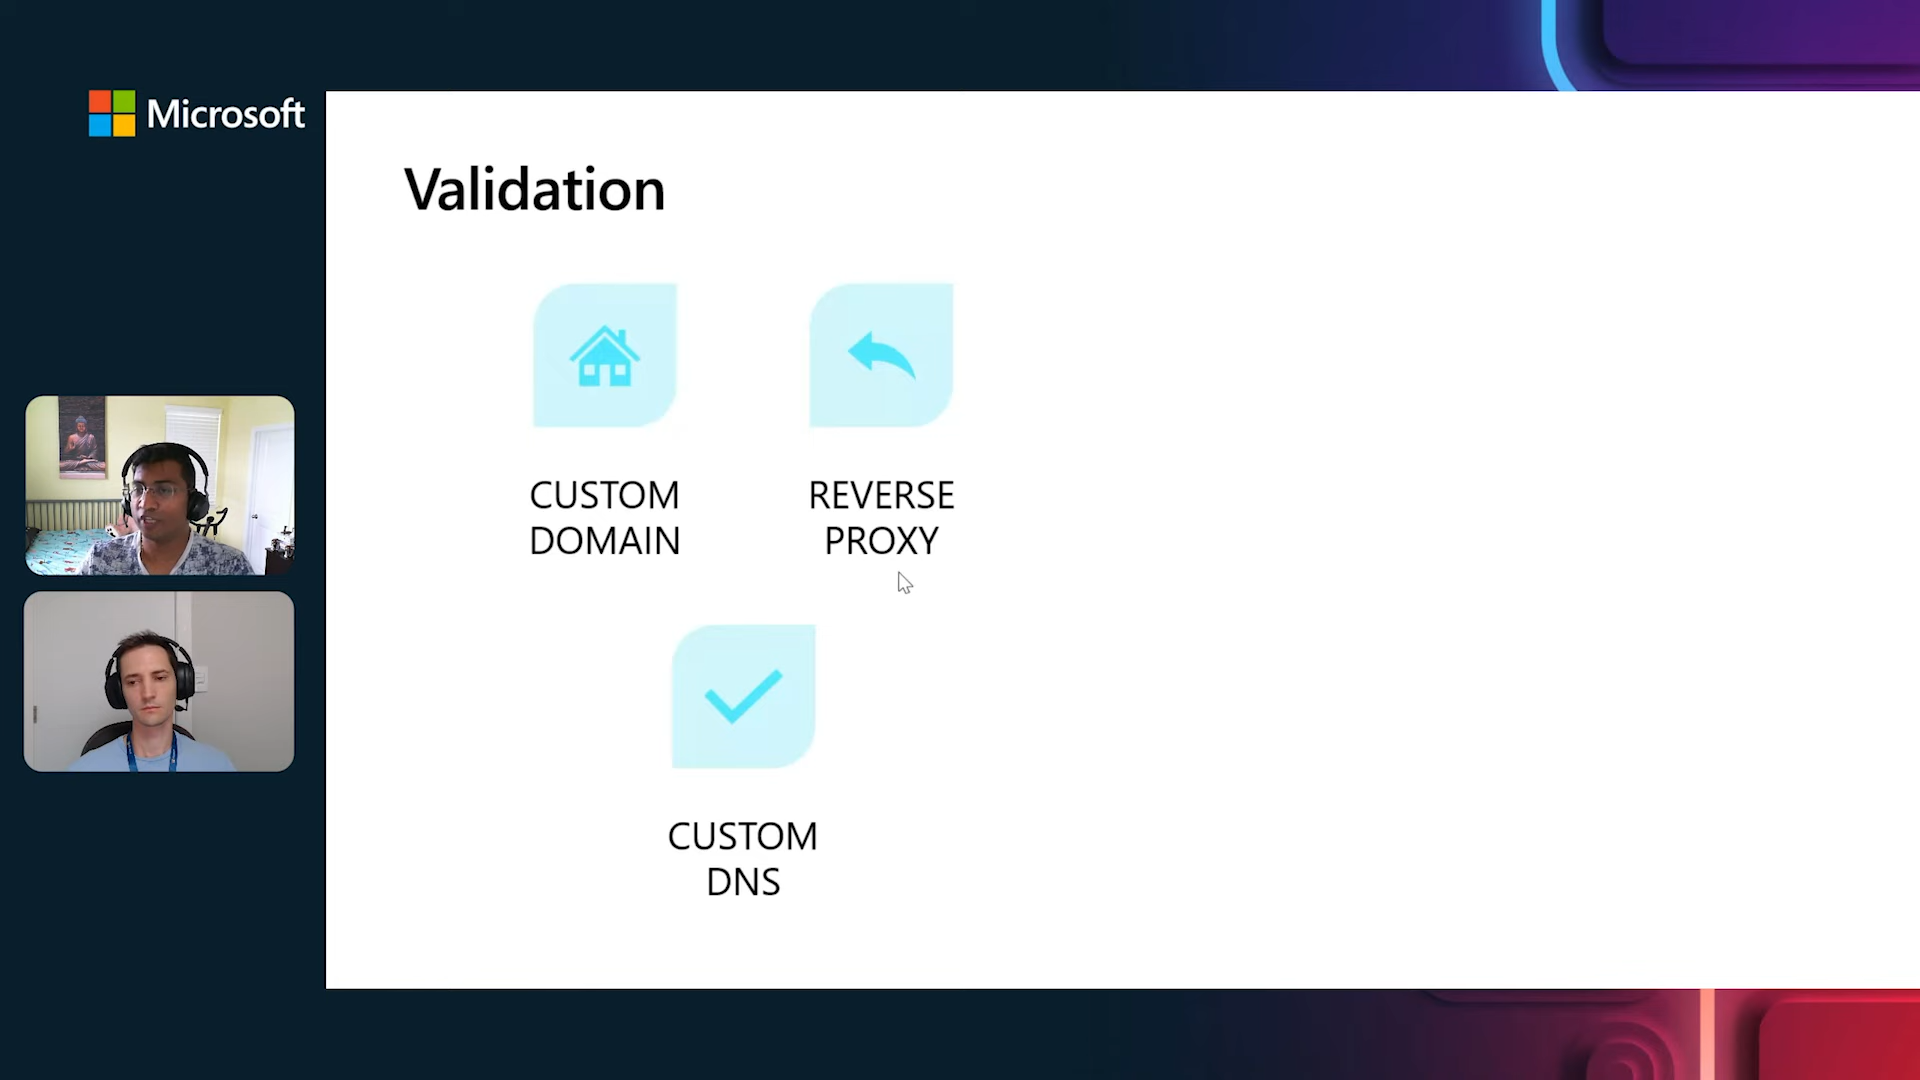 Microsoft
Validation
CUSTOM
DOMAIN
REVERSE
PROXY
CUSTOM
DNS